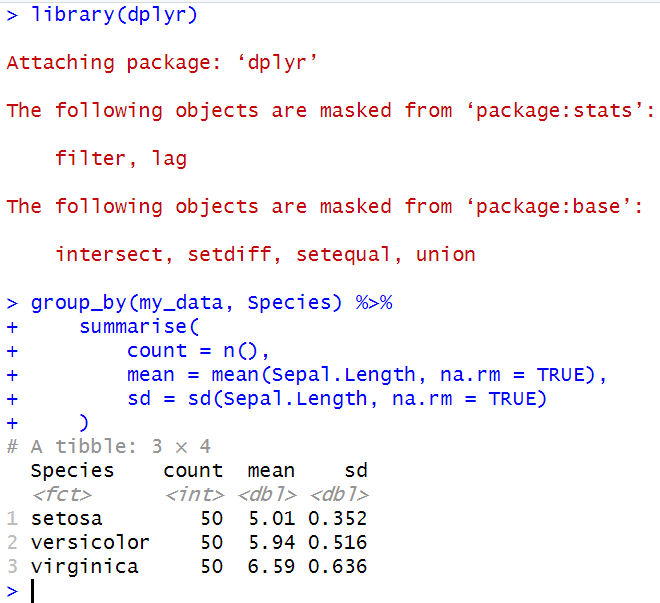 > library(dplyr)
Attaching package: ‘dplyr’
The following objects are masked from ‘package:stats’:
    filter, lag
The following objects are masked from ‘package:base’:
    intersect, setdiff, setequal, union
> group_by(my_data, Species) %>%
+     summarise(
+         count = n(),
+         mean = mean(Sepal.Length, na.rm = TRUE),
+         sd = sd(Sepal.Length, na.rm = TRUE)
+     )
# A tibble: 3 × 4
  Species    count  mean    sd
  <fct>      <int> <dbl> <dbl>
1 setosa        50  5.01 0.352
2 versicolor    50  5.94 0.516
3 virginica     50  6.59 0.636
>